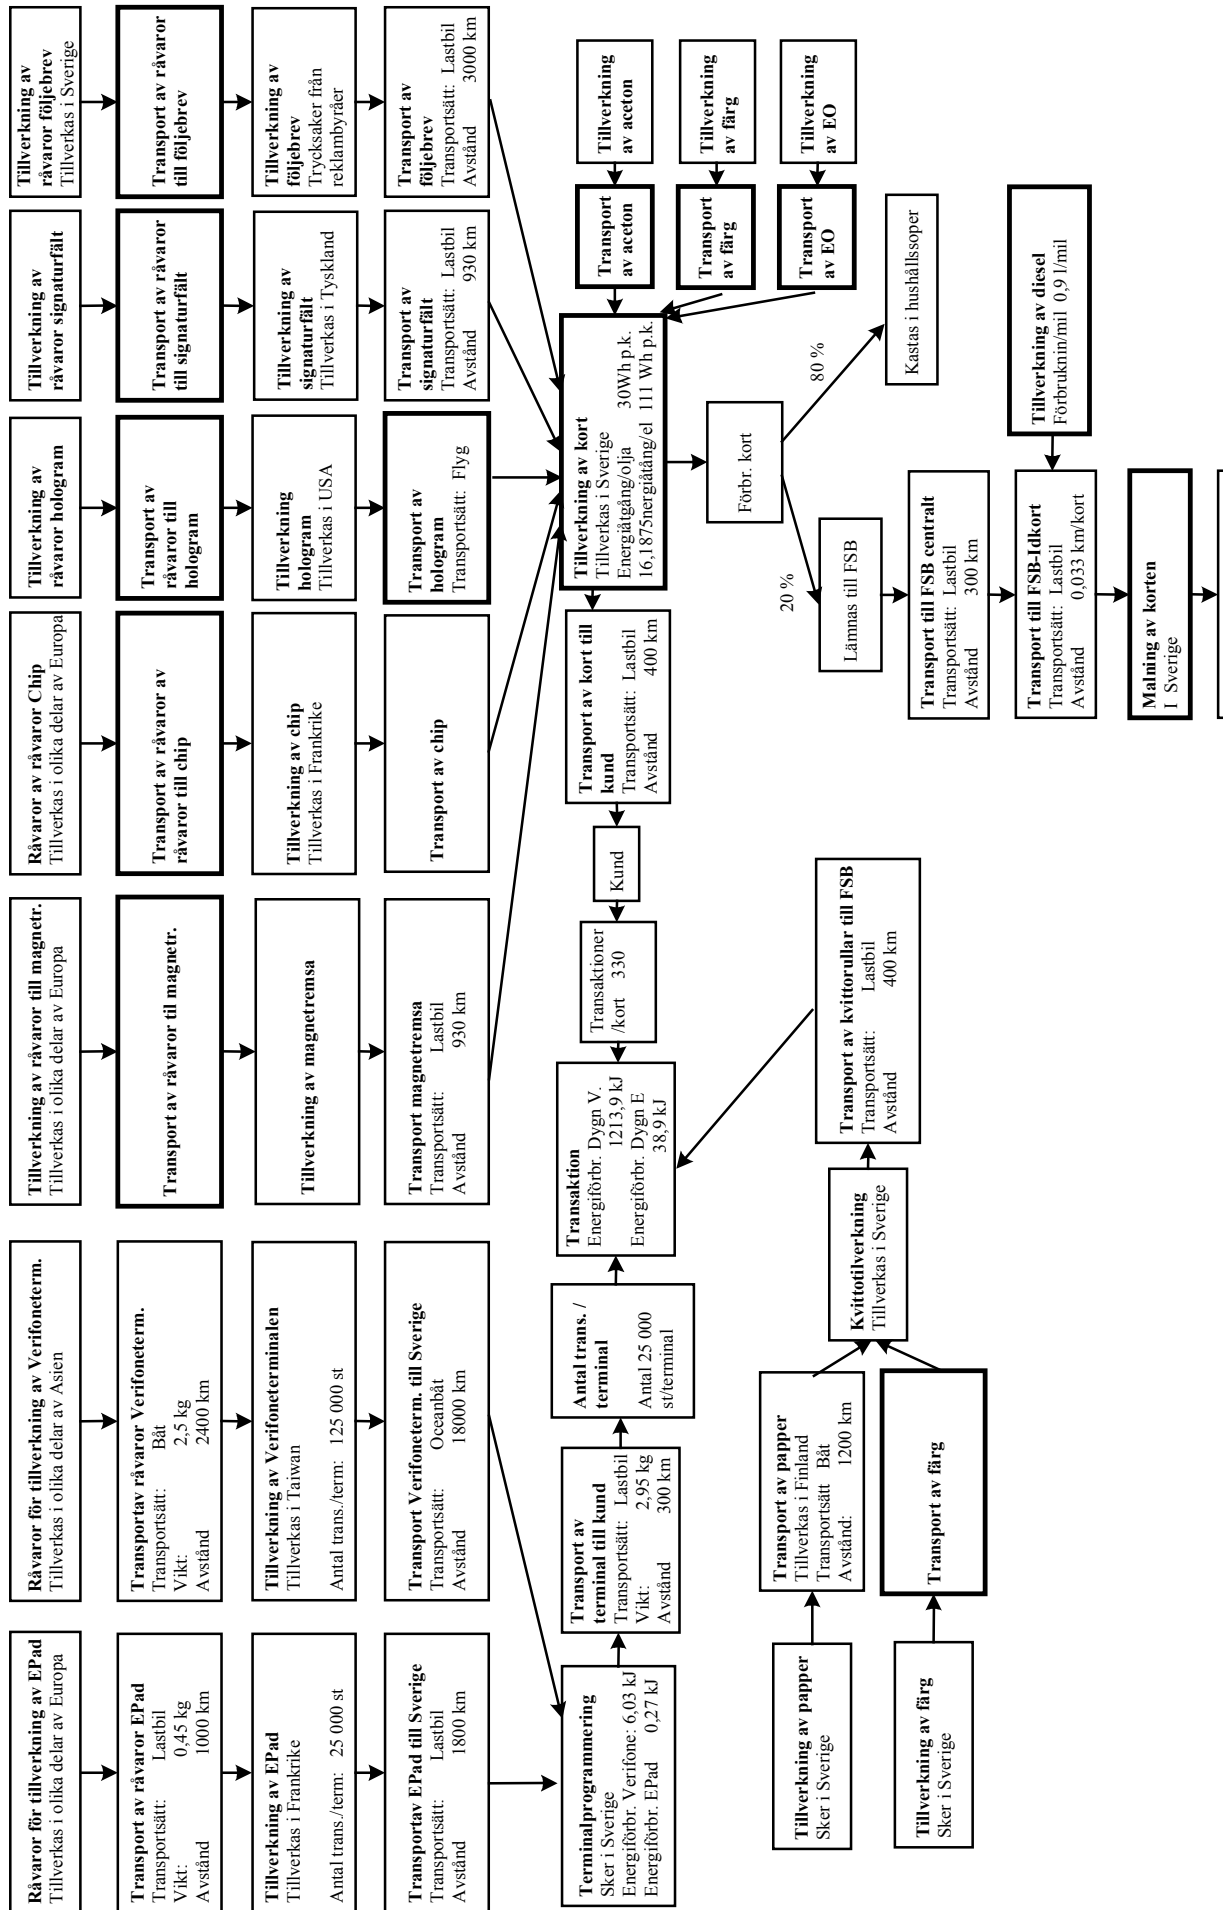 Råvaror för tillverkning av EPad
Tillverkas i olika delar av Europa
Transport av råvaror EPad
Transportsätt: Lastbil
Vikt: 0,45 kg
Avstånd 1000 km
Tillverkning av EPad
Tillverkas i Frankrike
Antal trans/term: 25 000 st
Transportav EPad till Sverige
Transportsätt: Lastbil
Avstånd 1800 km
Råvaror för tillverkning av Verifoneterm.
Tillverkas i olika delar av Asien
Transportav råvaror Verifoneterm.
Transportsätt: Båt
Vikt: 2,5 kg
Avstånd 2400 km
Tillverkning av Verifoneterminalen
Tillverkas i Taiwan
Antal trans./term: 125 000 st
Transport Verifoneterm. till Sverige
Transportsätt: Oceanbåt
Avstånd 18000 km
Tillverkning av råvaror till magnetr.
Tillverkas i olika delar av Europa
Transport av råvaror til magnetr.
Tillverkning av magnetremsa
Transport magnetremsa
Transportsätt: Lastbil
Avstånd 930 km
Råvaror av råvaror Chip
Tillverkas i olika delar av Europa
Transport av råvaror av
råvaror till chip
Tillverkning av chip
Tillverkas i Frankrike
Transport av chip
Tillverkning av
råvaror hologram
Transport av
råvaror till
hologram
Tillverkning
hologram
Tillverkas i USA
Transport av
hologram
Transportsätt: Flyg
Tillverkning av
råvaror signaturfält
Transport av råvaror
till signaturfält
Tillverkning av
signaturfält
Tillverkas i Tyskland
Transport av
signaturfält
Transportsätt: Lastbil
Avstånd 930 km
Tillverkning av
råvaror följebrev
Tillverkas i Sverige
Transport av råvaror
till följebrev
Tillverkning av
följebrev
Trycksaker från
reklambyråer
Transport av
följebrev
Transportsätt: Lastbil
Avstånd 3000 km
Terminalprogrammering
Sker i Sverige
Energiförbr. Verifone: 6,03 kJ
Energiförbr. EPad 0,27 kJ
Transport av
terminal till kund
Transportsätt: Lastbil
Vikt: 2,95 kg
Avstånd 300 km
Antal trans. /
terminal
Antal 25 000
st/terminal
Transaktion
Energiförbr. Dygn V.
1213,9 kJ
Energiförbr. Dygn E
38,9 kJ
Transaktioner
/kort 330
Kund
Transport av kort till
kund
Transportsätt: Lastbil
Avstånd 400 km
Tillverkning av kort
Tillverkas i Sverige
Energiåtgång/olja 30Wh p.k.
16,1875nergiåtång/el 111 Wh p.k.
Transport
av aceton
Tillverkning
av aceton
Transport
av färg
Tillverkning
av färg
Transport
av EO
Tillverkning
av EO
Förbr. kort
20 %
80 %
Lämnas till FSB
Kastas i hushållssoper
Transport till FSB centralt
Transportsätt: Lastbil
Avstånd 300 km
Transport till FSB-Idkort
Transportsätt: Lastbil
Avstånd 0,033 km/kort
Tillverkning av diesel
Förbruknin/mil 0,9 l/mil
Malning av korten
I Sverige
Tillverkning av papper
Sker i Sverige
Transport av papper
Tillverkas i Finland
Transportsätt Båt
Avstånd: 1200 km
Tillverkning av färg
Sker i Sverige
Transport av färg
Kvittotilverkning
Tillverkas i Sverige
Transport av kvittorullar till FSB
Transportsätt: Lastbil
Avstånd 400 km